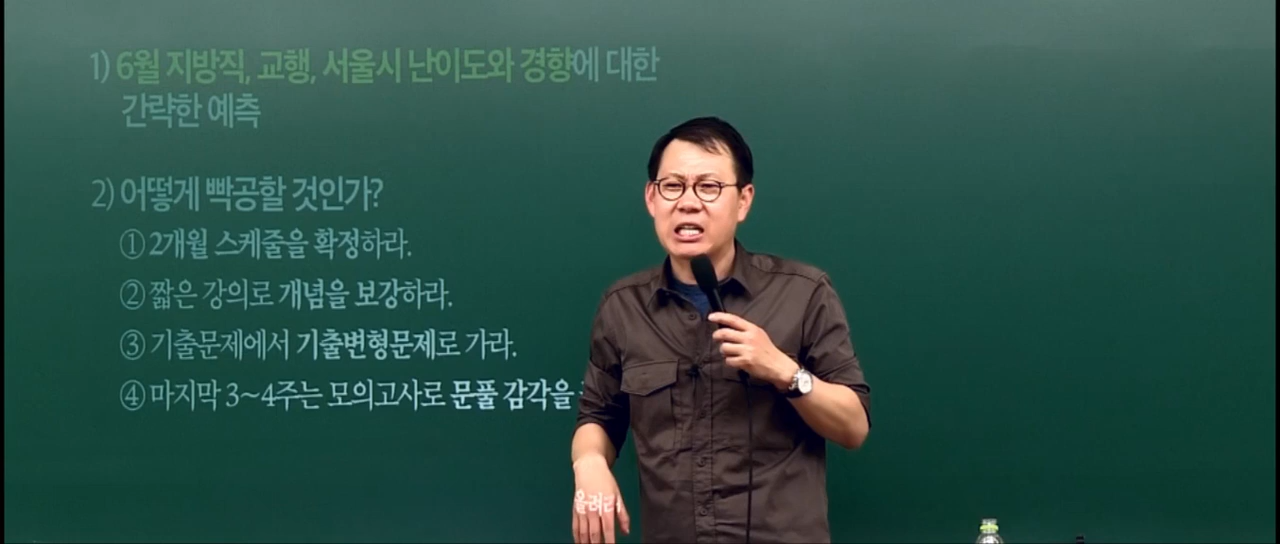 1) 6월 지방직, 교행, 서울시 난이도와 경향에 대한
간략한 예측
2) 어떻게 빡공할 것인가?
① 2개월 스케줄을 확정하라.
② 짧은 강의로 개념을 보강하라.
③ 기출문제에서 기출변형문제로 가라.
④ 마지막 3~4주는 모의고사로 문풀 감각을
올려라